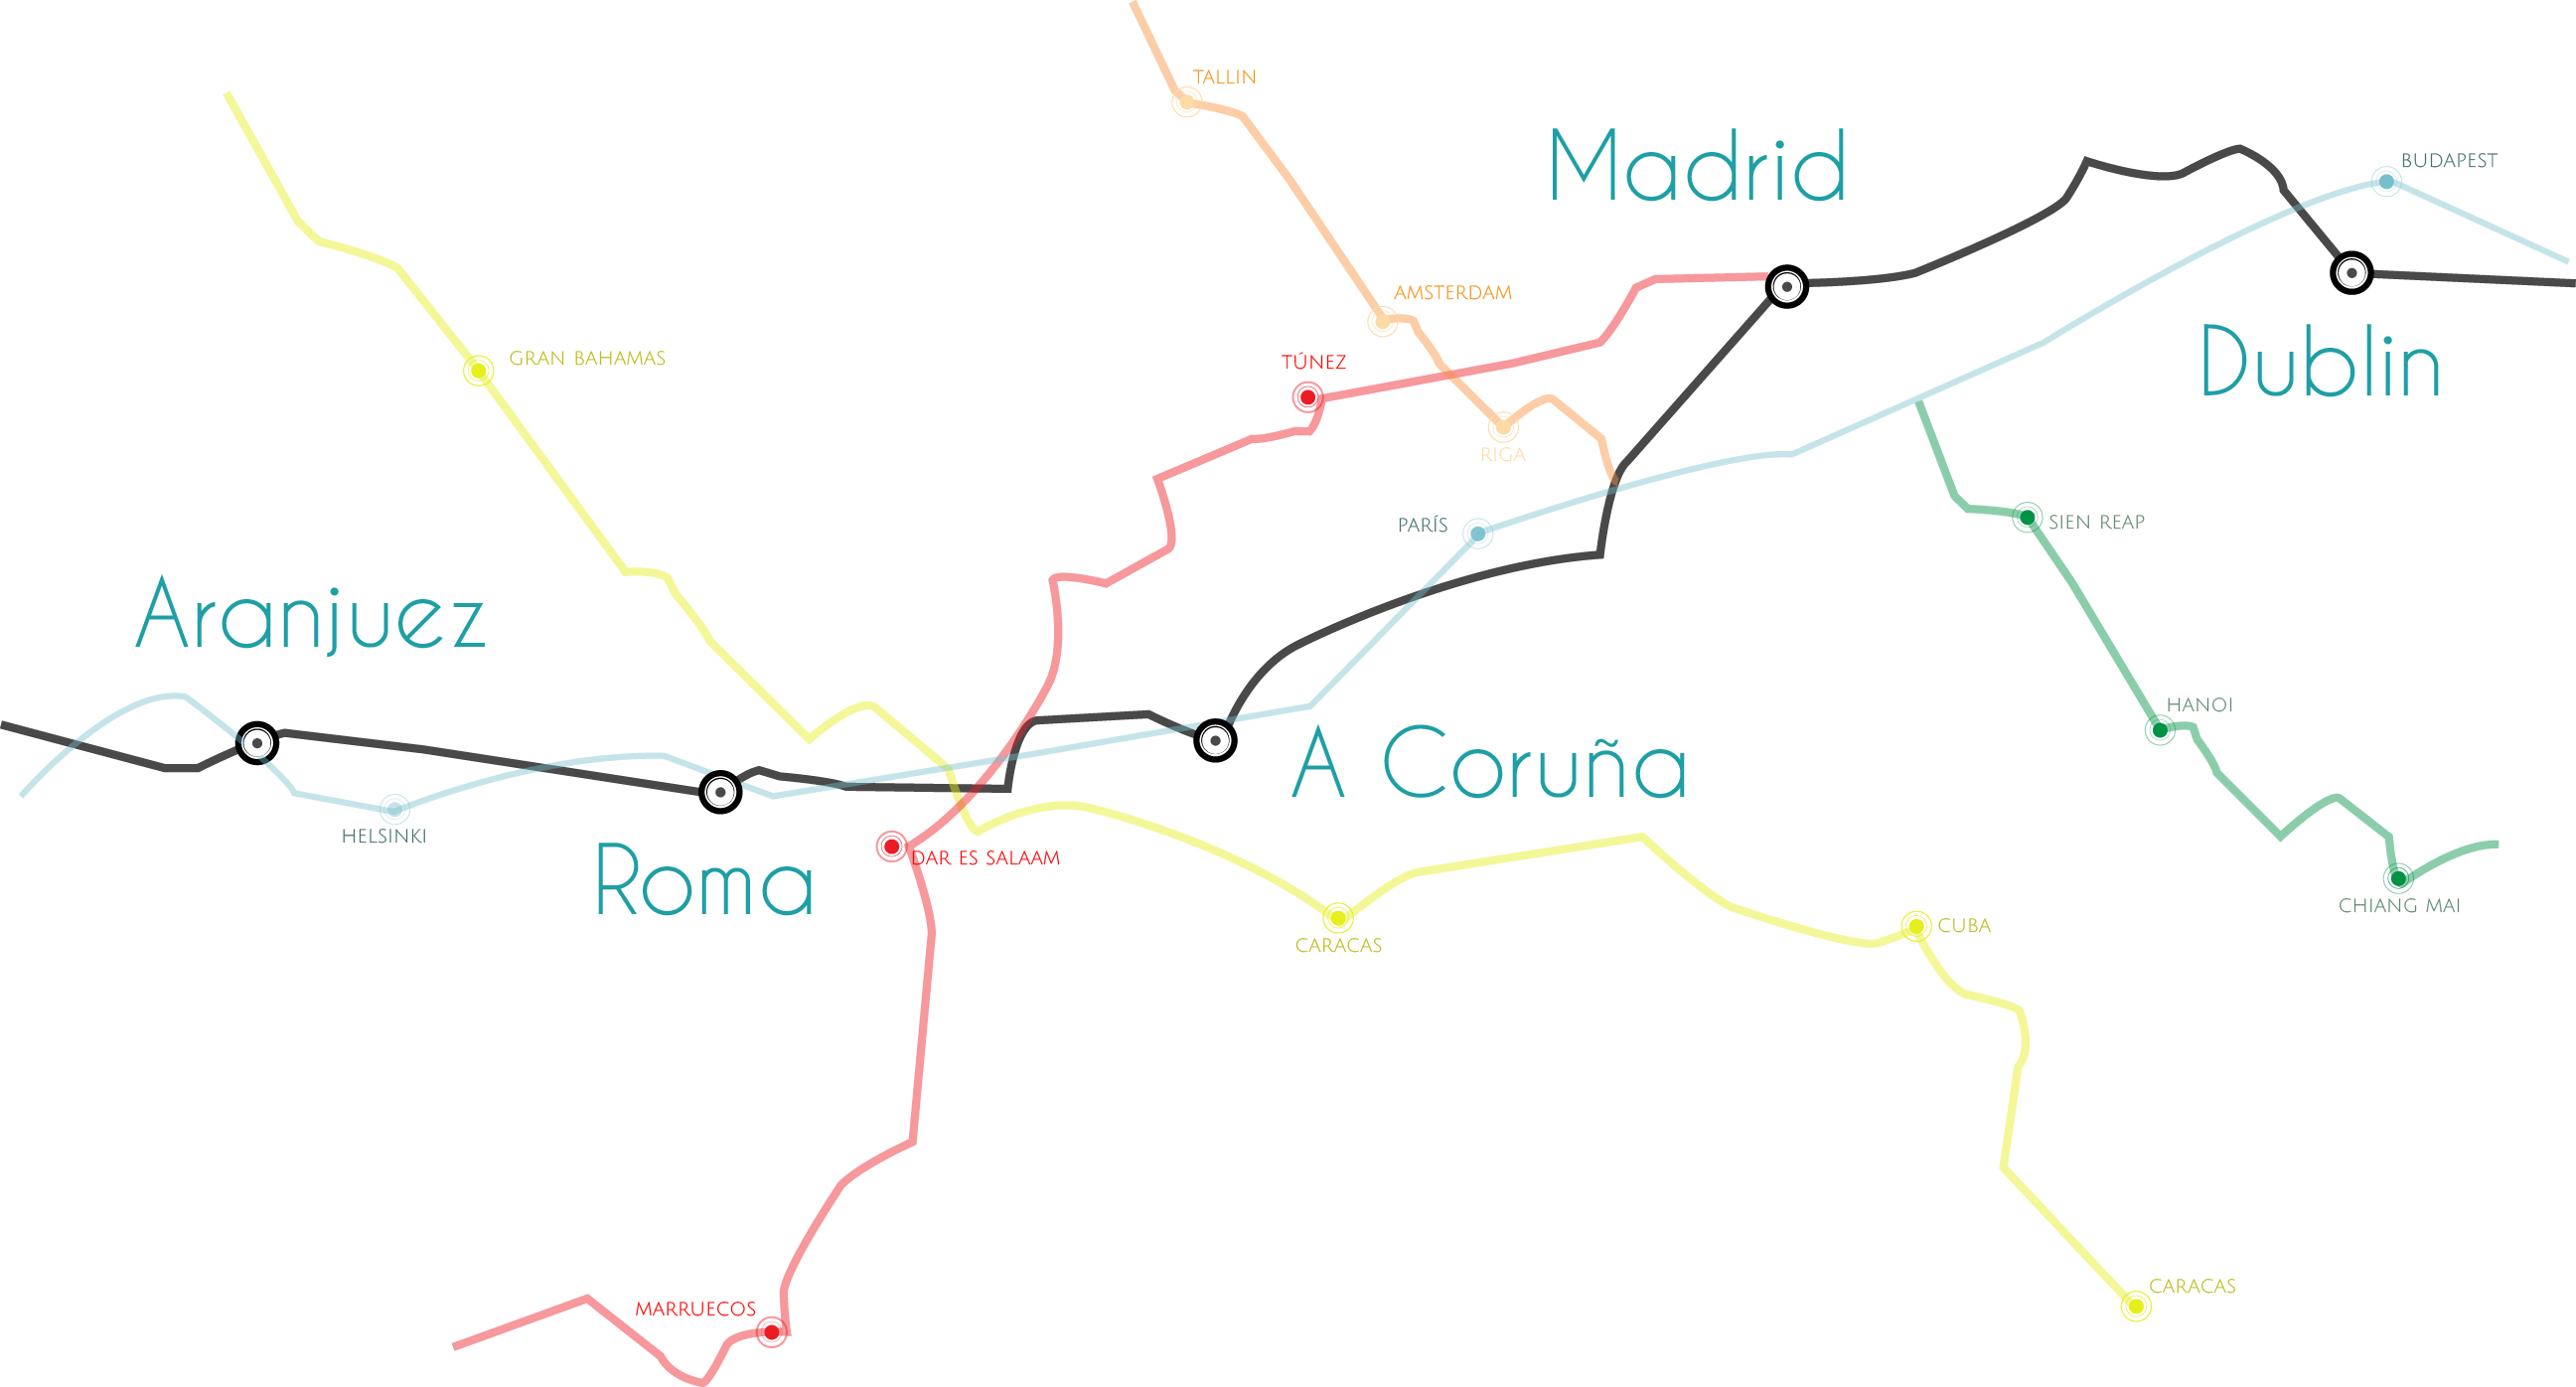 TALLIN
Madrid
BUDAPEST
AMSTERDAM
GRAN BAHAMAS
TÚNEZ
Dublin
RIGA
PARÍS
SIEN REAP
Aranjuez
HANOI
A Coruña
HELSINKI
Roma
DAR ES SALAAM
CHIANG MAI
CARACAS
CUBA
CARACAS
MARRUECOS